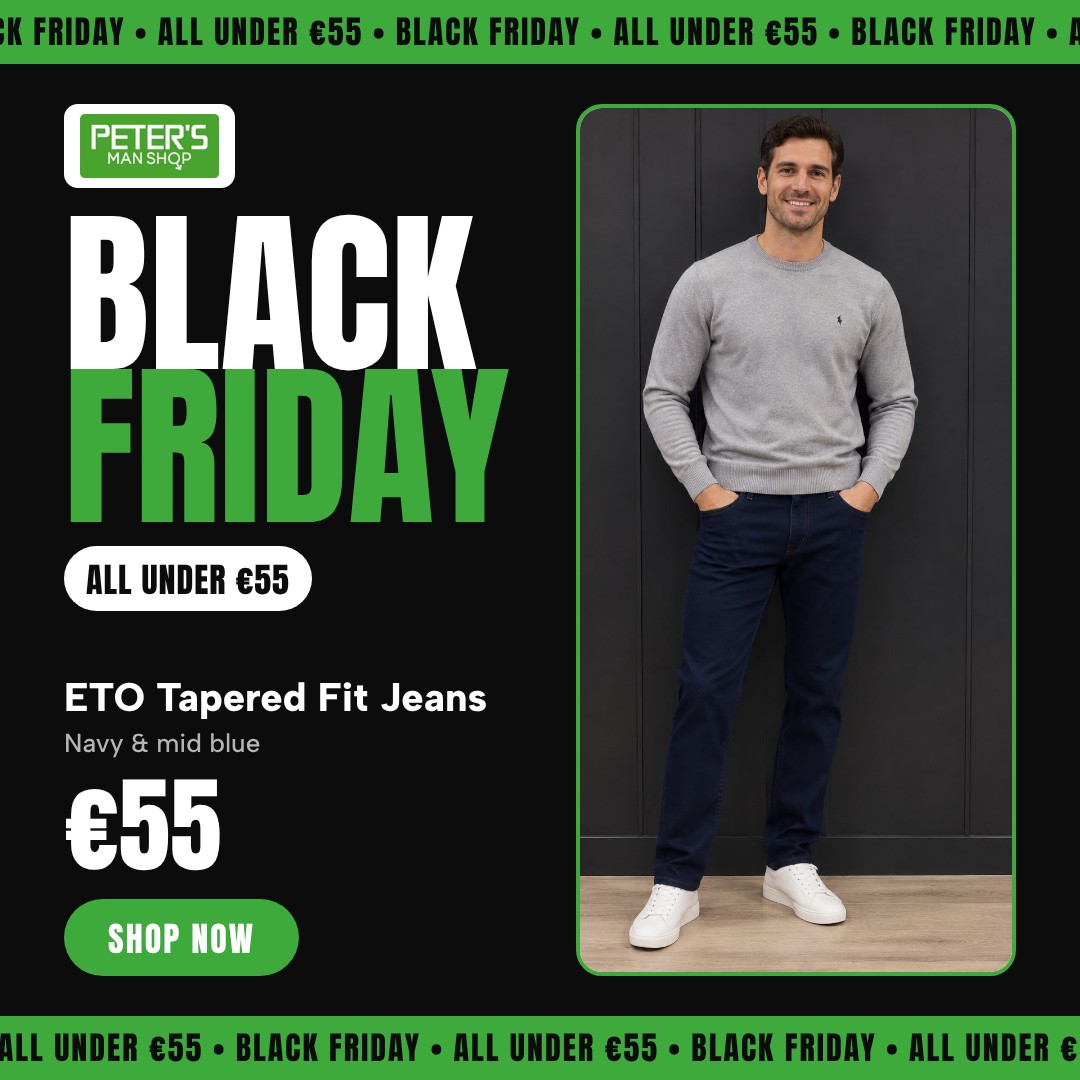 CK FRIDAY • ALL UNDER €55 • BLACK FRIDAY • ALL UNDER €55 • BLACK FRIDAY •
PETER'S
MAN SHOP
BLACK
FRIDAY
ALL UNDER €55
ETO Tapered Fit Jeans
Navy & mid blue
€55
SHOP NOW
ALL UNDER €55 • BLACK FRIDAY • ALL UNDER €55 • BLACK FRIDAY • ALL UNDER €